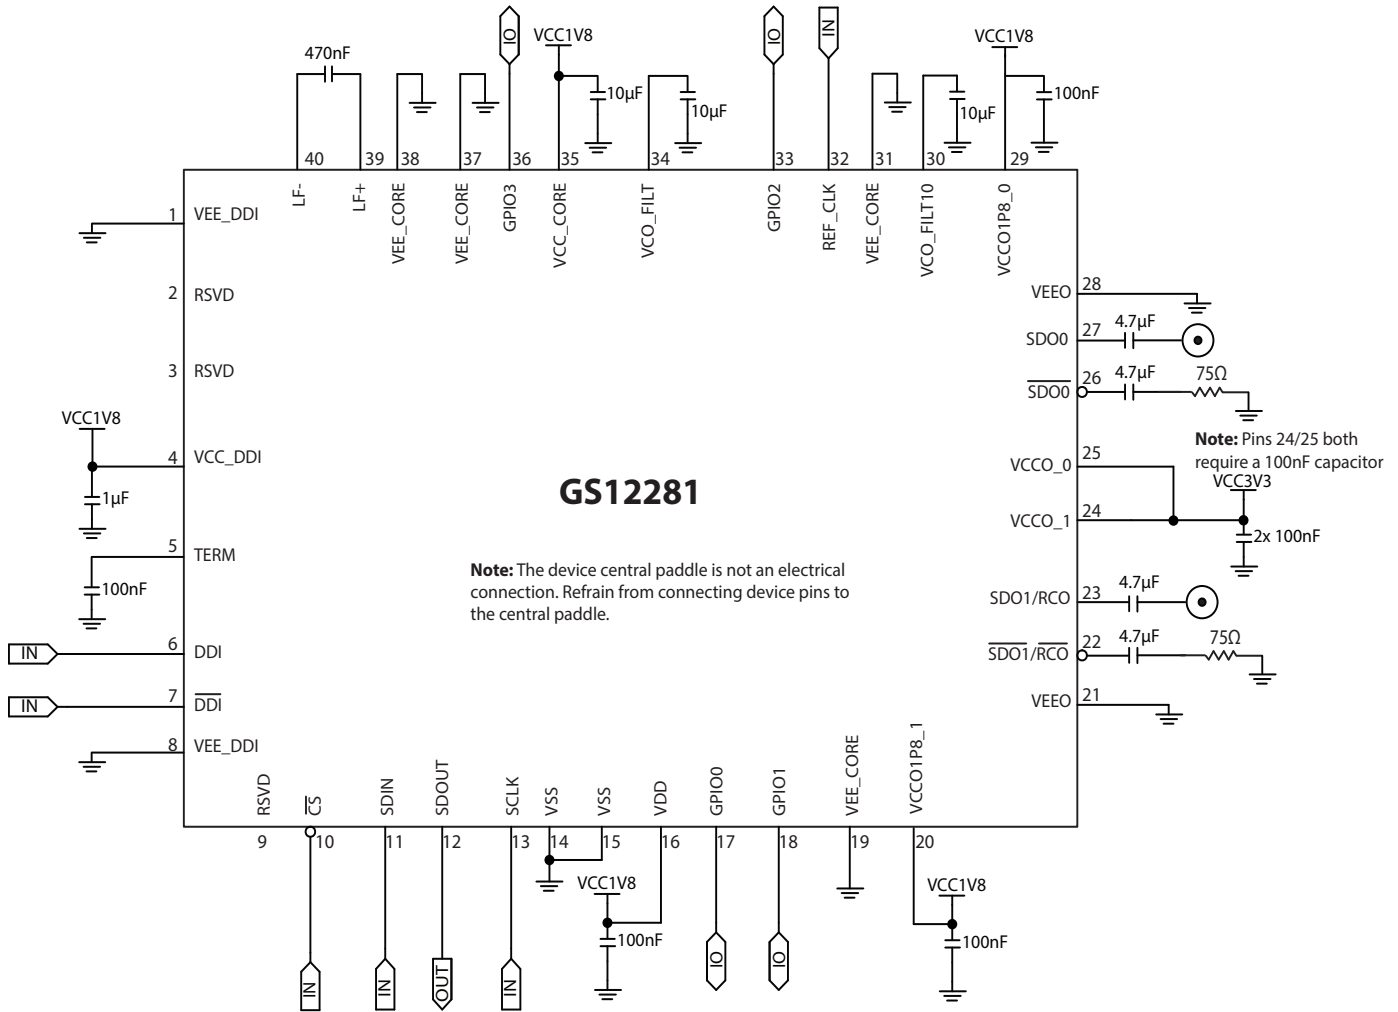 470nF
IO
VCC1V8
10µF
10µF
IO
IN
10µF
VCC1V8
100nF
40
39
38
37
36
35
34
33
32
31
30
29
LF-
LF+
VEE_CORE
VEE_CORE
GPIO3
VCC_CORE
VCO_FILT
GPIO2
REF_CLK
VEE_CORE
VCO_FILT10
VCCO1P8_0
1 VEE_DDI
2 RSVD
3 RSVD
VCC1V8
4 VCC_DDI
1µF
5 TERM
100nF
IN 6 DDI
IN 7 DDI
8 VEE_DDI
GS12281
Note: The device central paddle is not an electrical
connection. Refrain from connecting device pins to
the central paddle.
VEEO 28
SDO0 27 4.7µF
SDO0 26 4.7µF 75Ω
Note: Pins 24/25 both
require a 100nF capacitor
VCC3V3
VCCO_0 25
VCCO_1 24
2x 100nF
SDO1/RCO 23 4.7µF
SDO1/RCO 22 4.7µF 75Ω
VEEO 21
RSVD
CS
SDIN
SDOUT
SCLK
VSS
VSS
VDD
GPIO0
GPIO1
VEE_CORE
VCCO1P8_1
9
10
11
12
13
14
15
16
17
18
19
20
VCC1V8
100nF
VCC1V8
100nF
IN
IN
OUT
IN
IO
IO